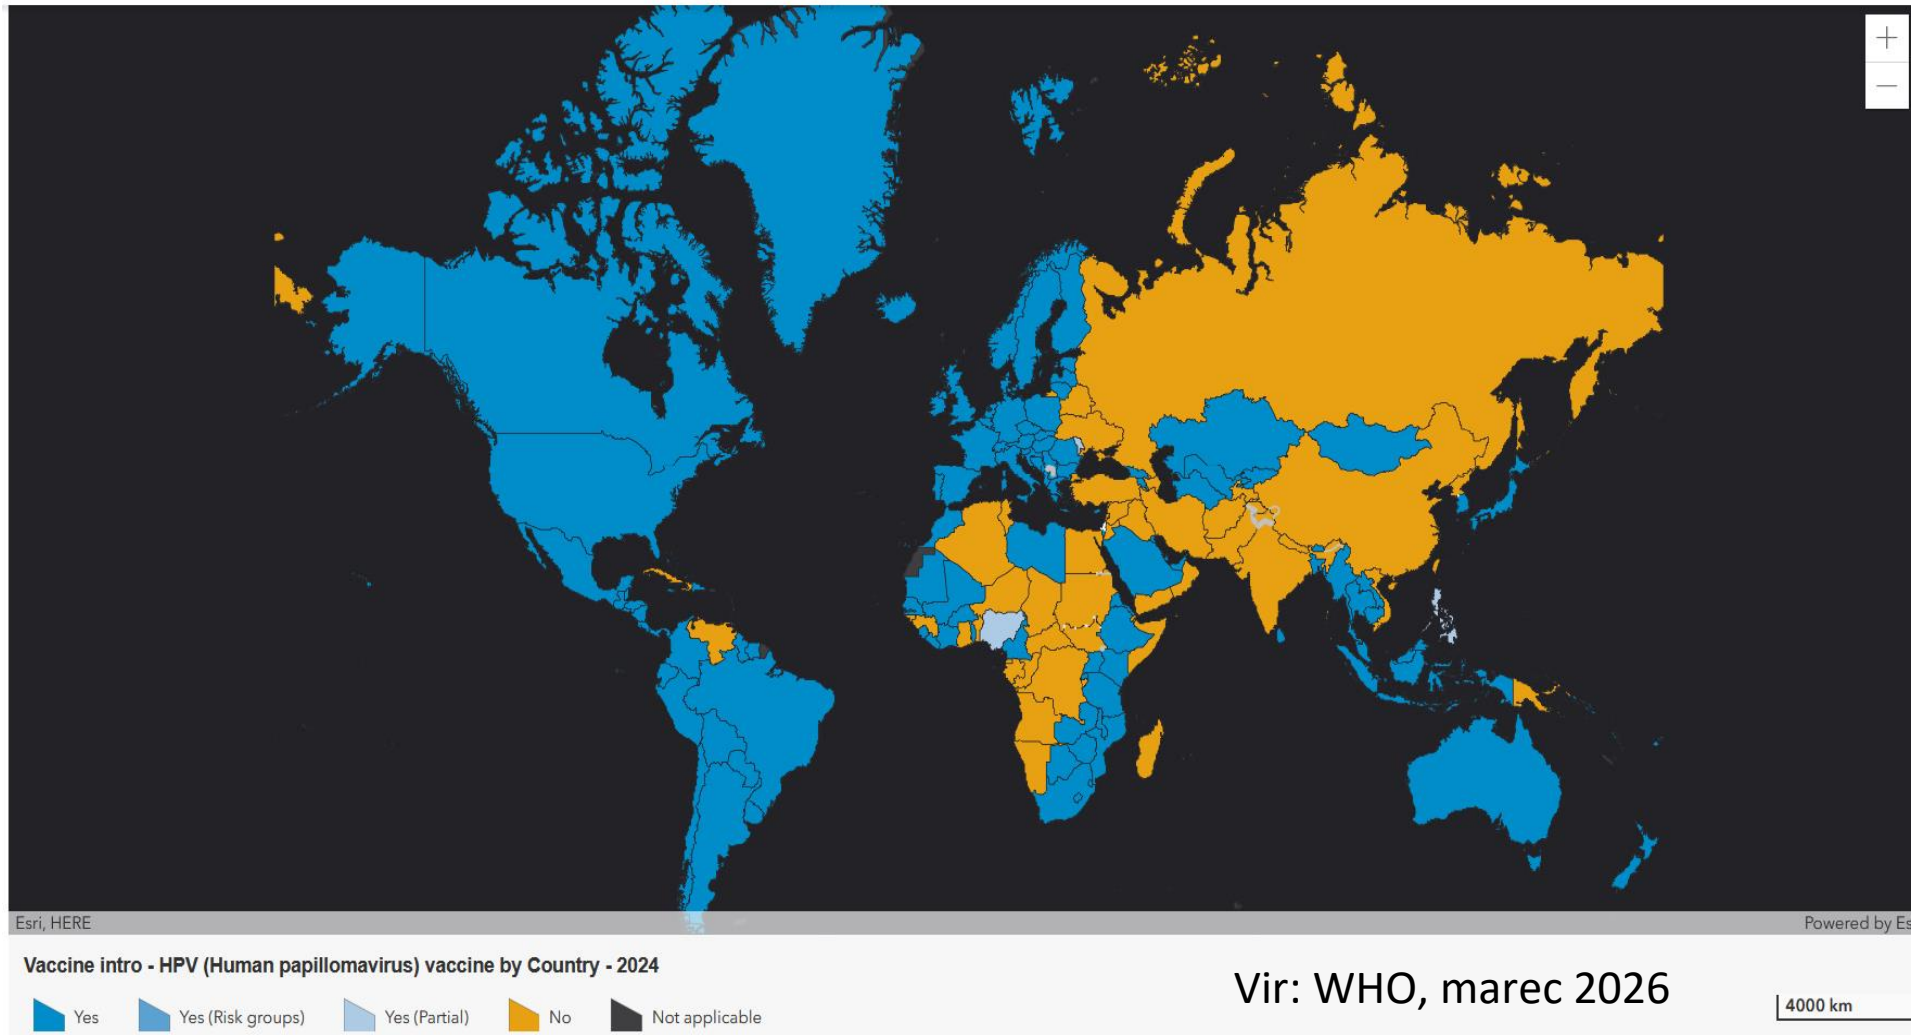 +
−
Esri, HERE
Powered by Es
Vaccine intro - HPV (Human papillomavirus) vaccine by Country - 2024
Yes
Yes (Risk groups)
Yes (Partial)
No
Not applicable
Vir: WHO, marec 2026
4000 km